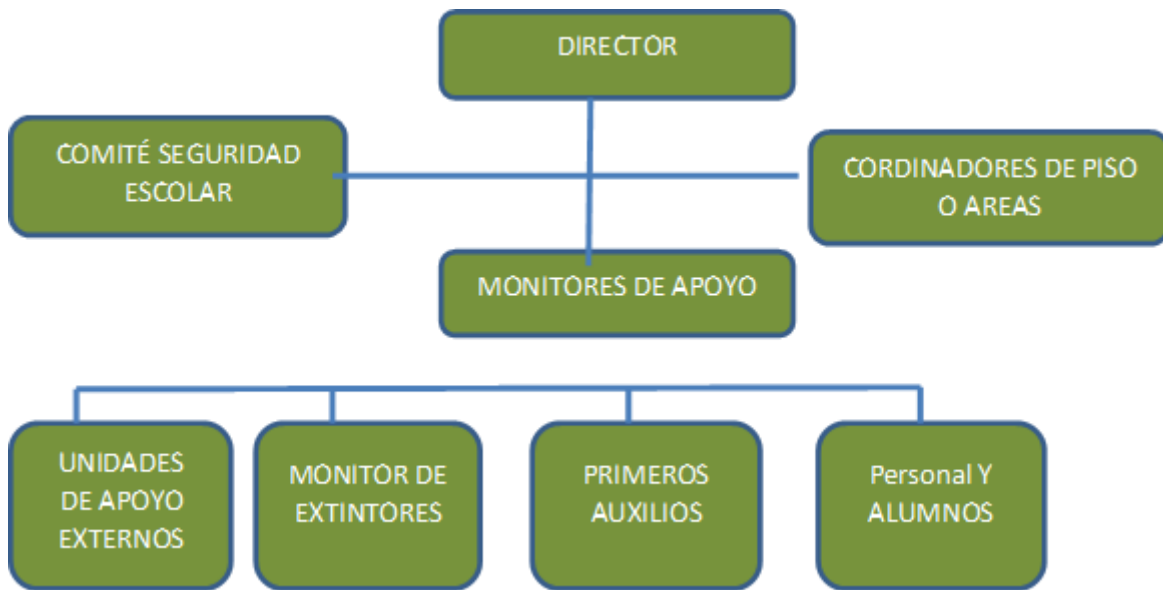 DIRECTOR
COMITÉ SEGURIDAD
ESCOLAR
CORDINADORES DE PISO
O AREAS
MONITORES DE APOYO
UNIDADES
DE APOYO
EXTERNOS
MONITOR DE
EXTINTORES
PRIMEROS
AUXILIOS
Personal Y
ALUMNOS